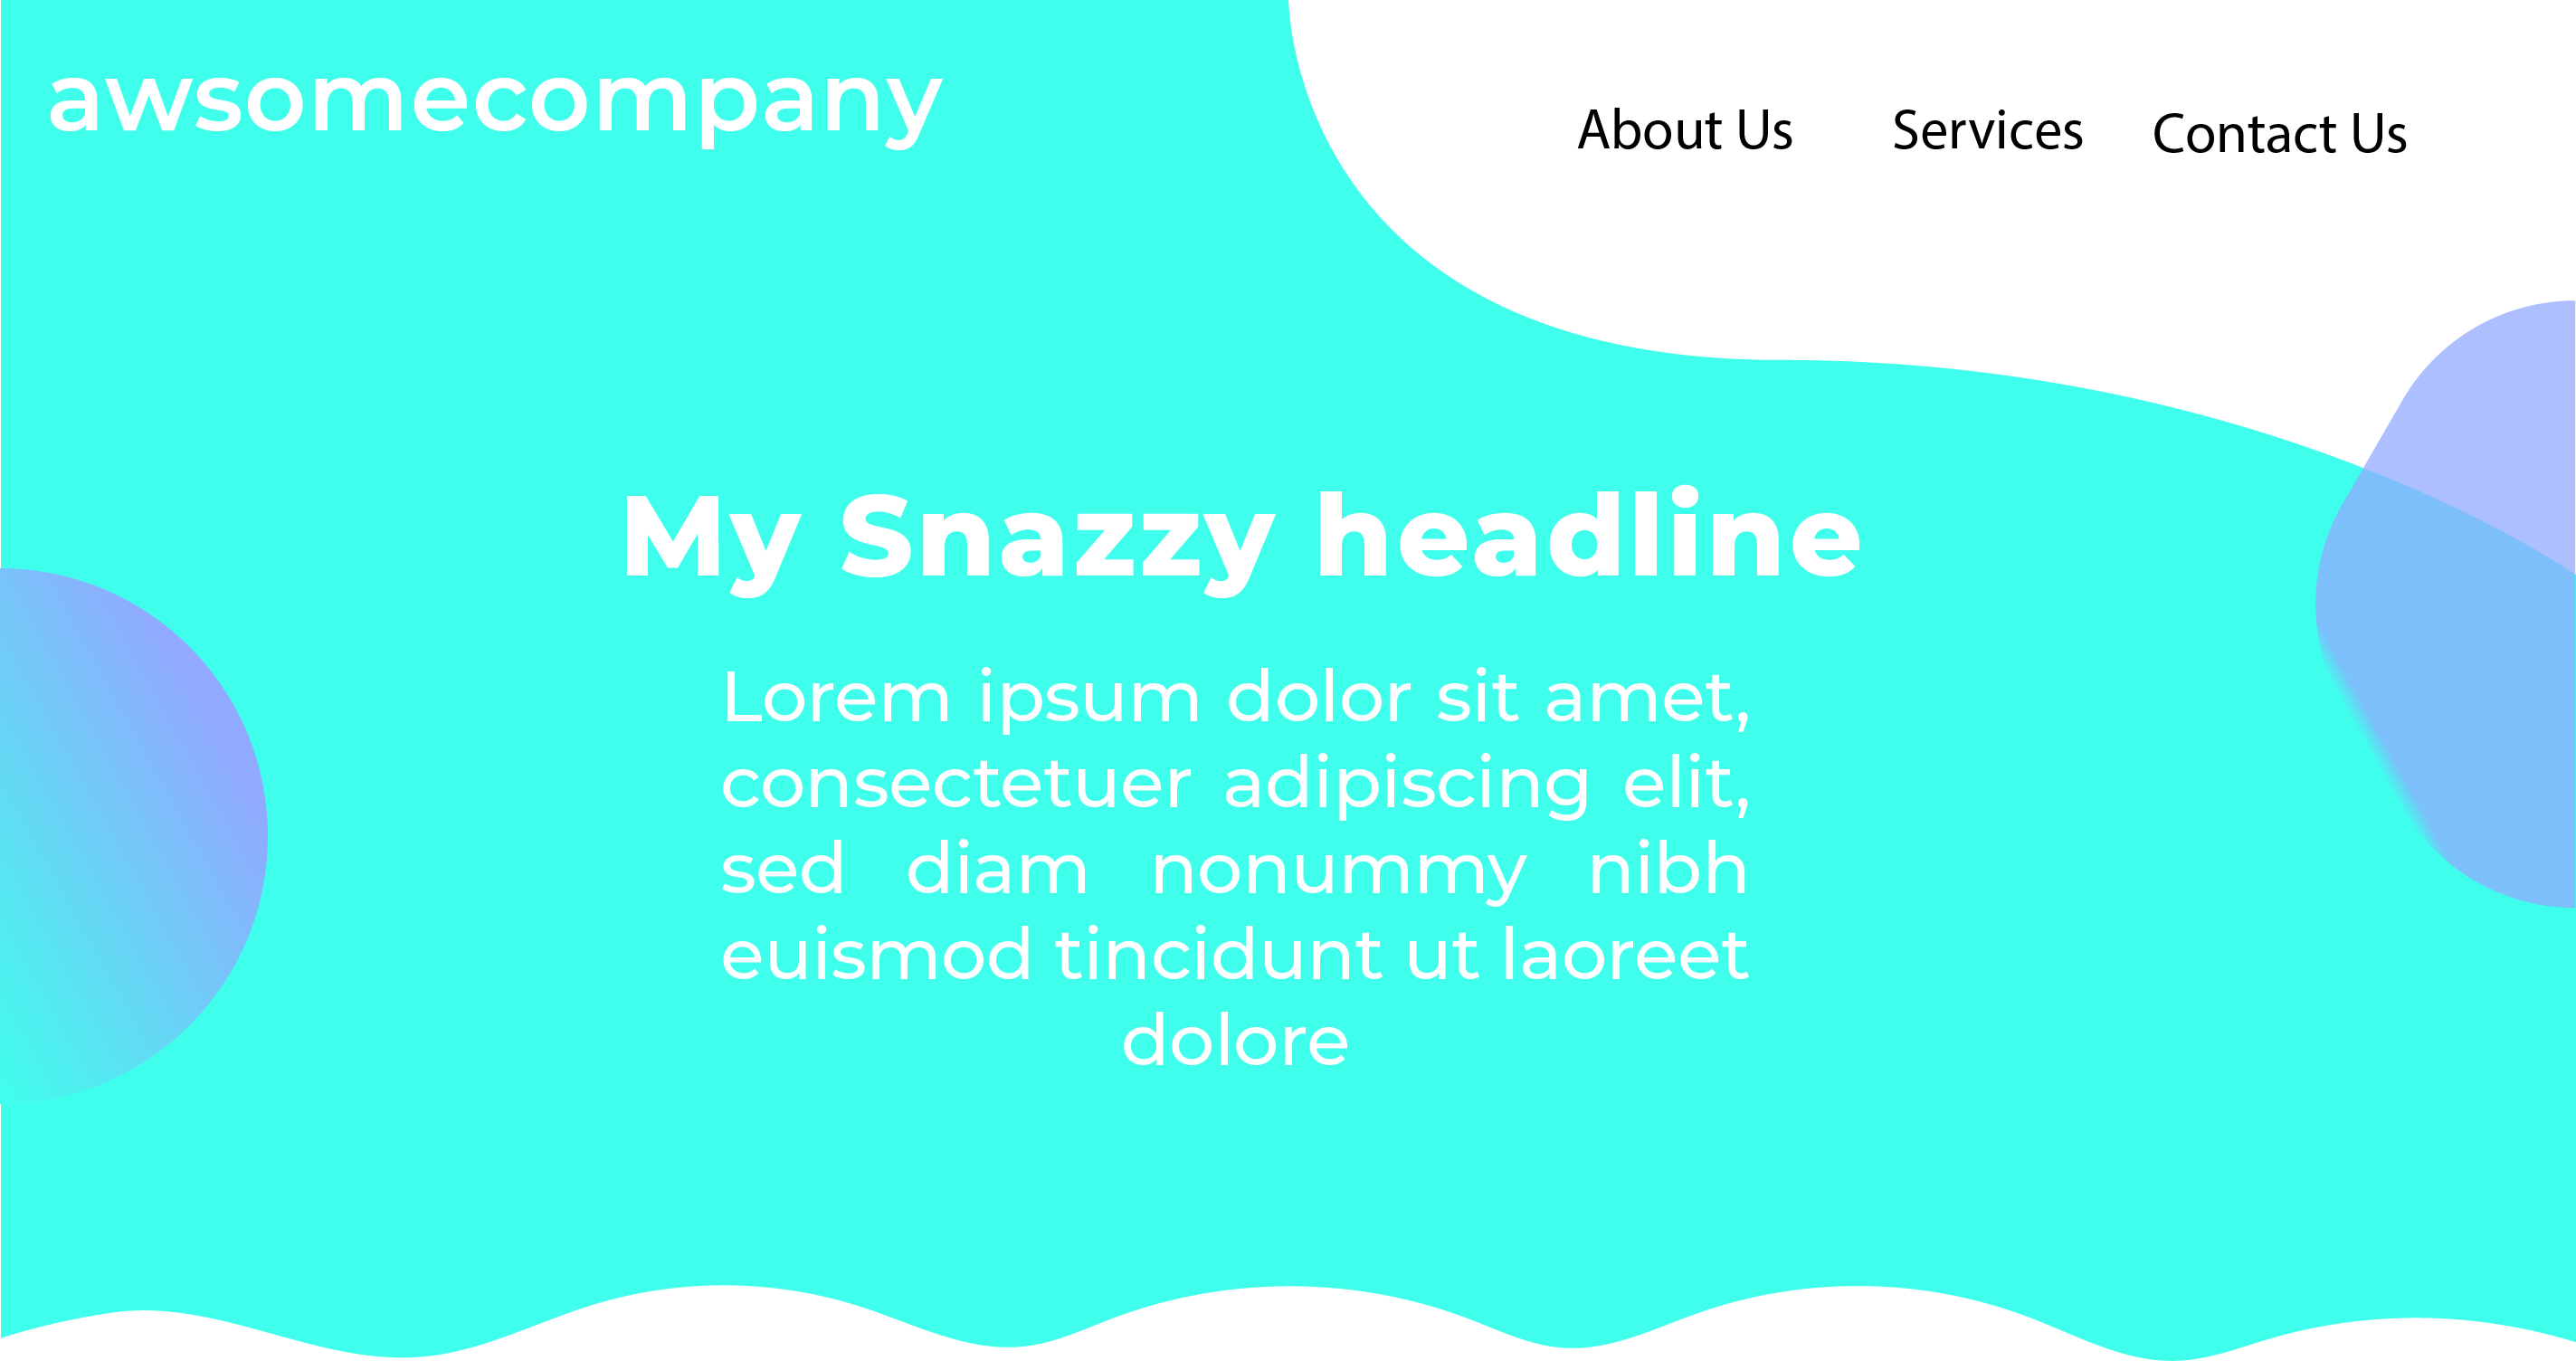 awsomecompany
About Us
Services
Contact Us
My Snazzy headline
Lorem ipsum dolor sit amet,
consectetuer adipiscing elit,
sed diam nonummy nibh
euismod tincidunt ut laoreet
dolore